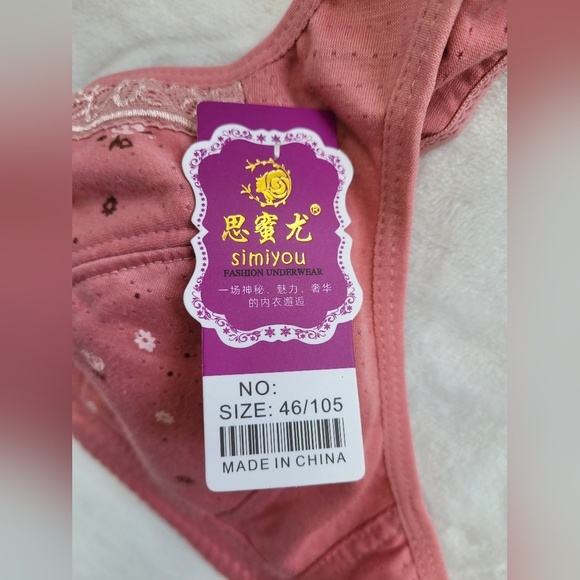 思蜜尤®
simiyou
FASHION UNDERWEAR
一场神秘、魅力、奢华
的内衣邂逅
NO:
SIZE: 46/105
MADE IN CHINA